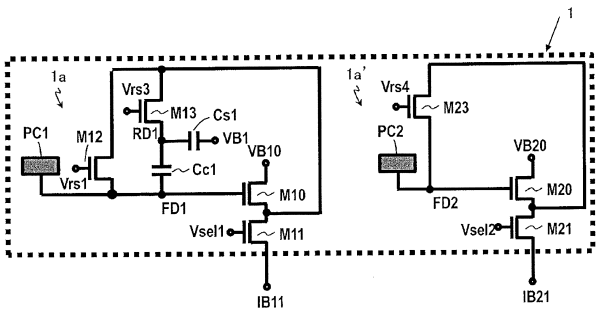 1
1a
1a'
Vrs3
M13
Cs1
Vrs4
M23
PC1
M12
RD1
VB1
PC2
VB10
VB20
Vrs1
Cc1
M10
M20
FD1
FD2
Vsel1
M11
Vsel2
M21
IB11
IB21